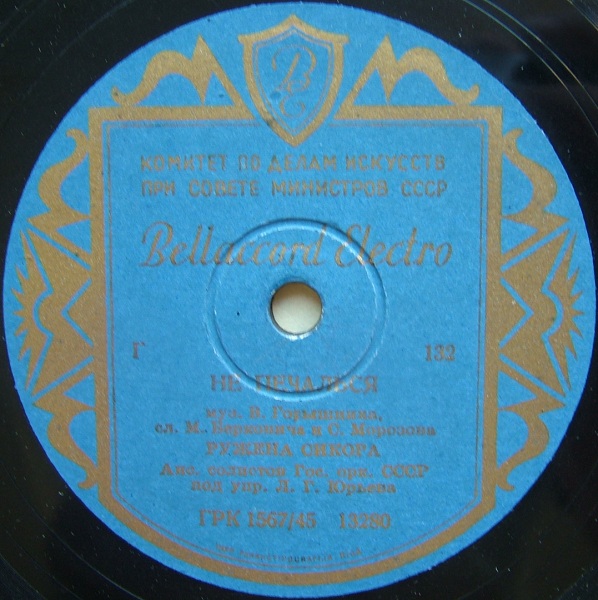 BE
КОМИТЕТ ПО ДЕЛАМ ИСКУССТВ
ПРИ СОВЕТЕ МИНИСТРОВ СССР
Bellaccord Electro
Г 132
НЕ ПЕЧАЛЬСЯ
муз.
сл. М. Берковича и С. Морозова
РУЖЕНА СИКОРА
Анс. солистов Гос. орк. СССР
под упр. Л. Г. Юрьева
ГРК 1567/45 13280